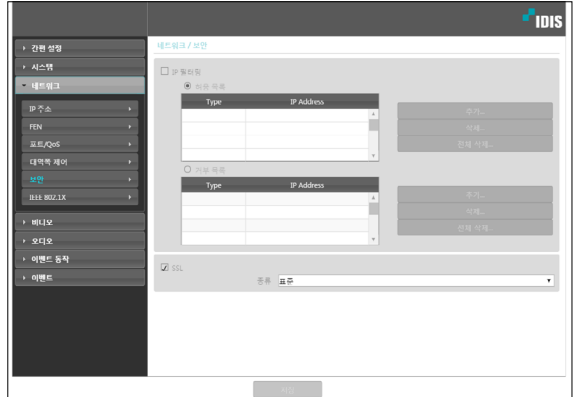 IDIS
간편 설정
네트워크 / 보안
시스템
네트워크
IP 필터링
허용 목록
IP 주소
Type IP Address
FEN
추가...
포트/QoS
삭제...
대역폭 제어
전체 삭제...
보안
거부 목록
IEEE 802.1X
Type IP Address
추가...
비디오
삭제...
오디오
전체 삭제...
이벤트 동작
SSL
이벤트
종류 표준
저장